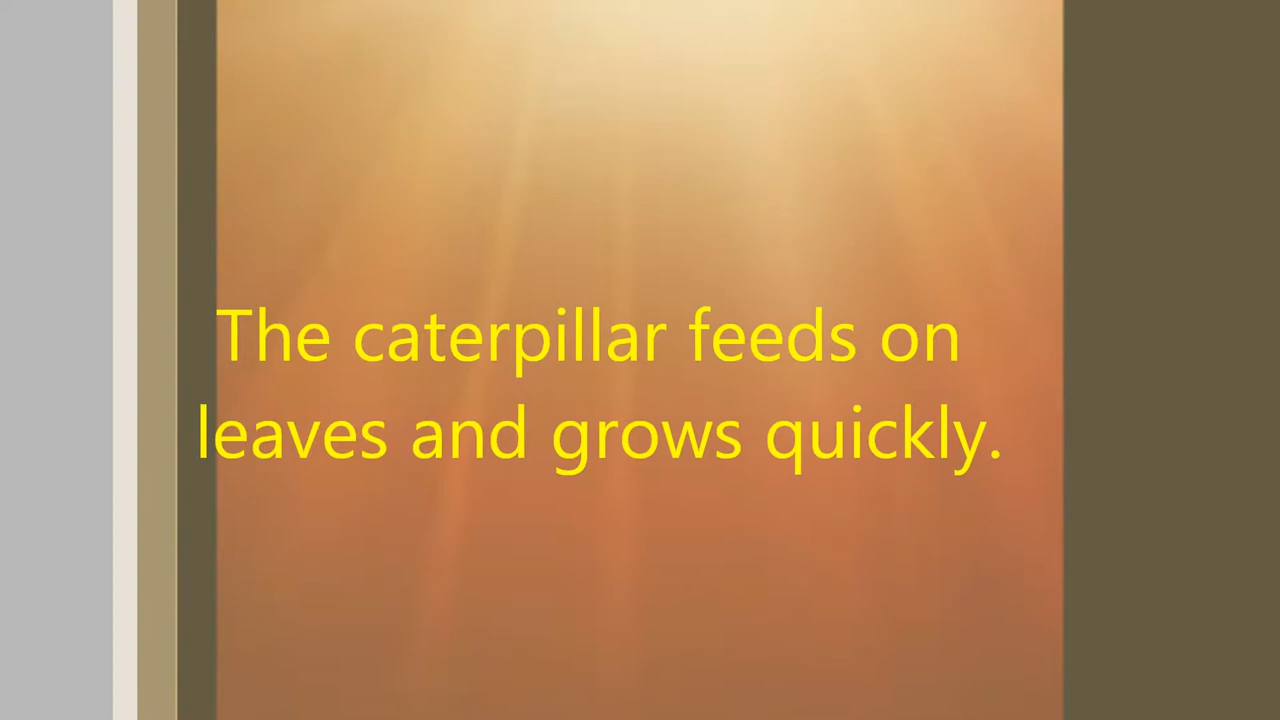 The caterpillar feeds on
leaves and grows quickly.